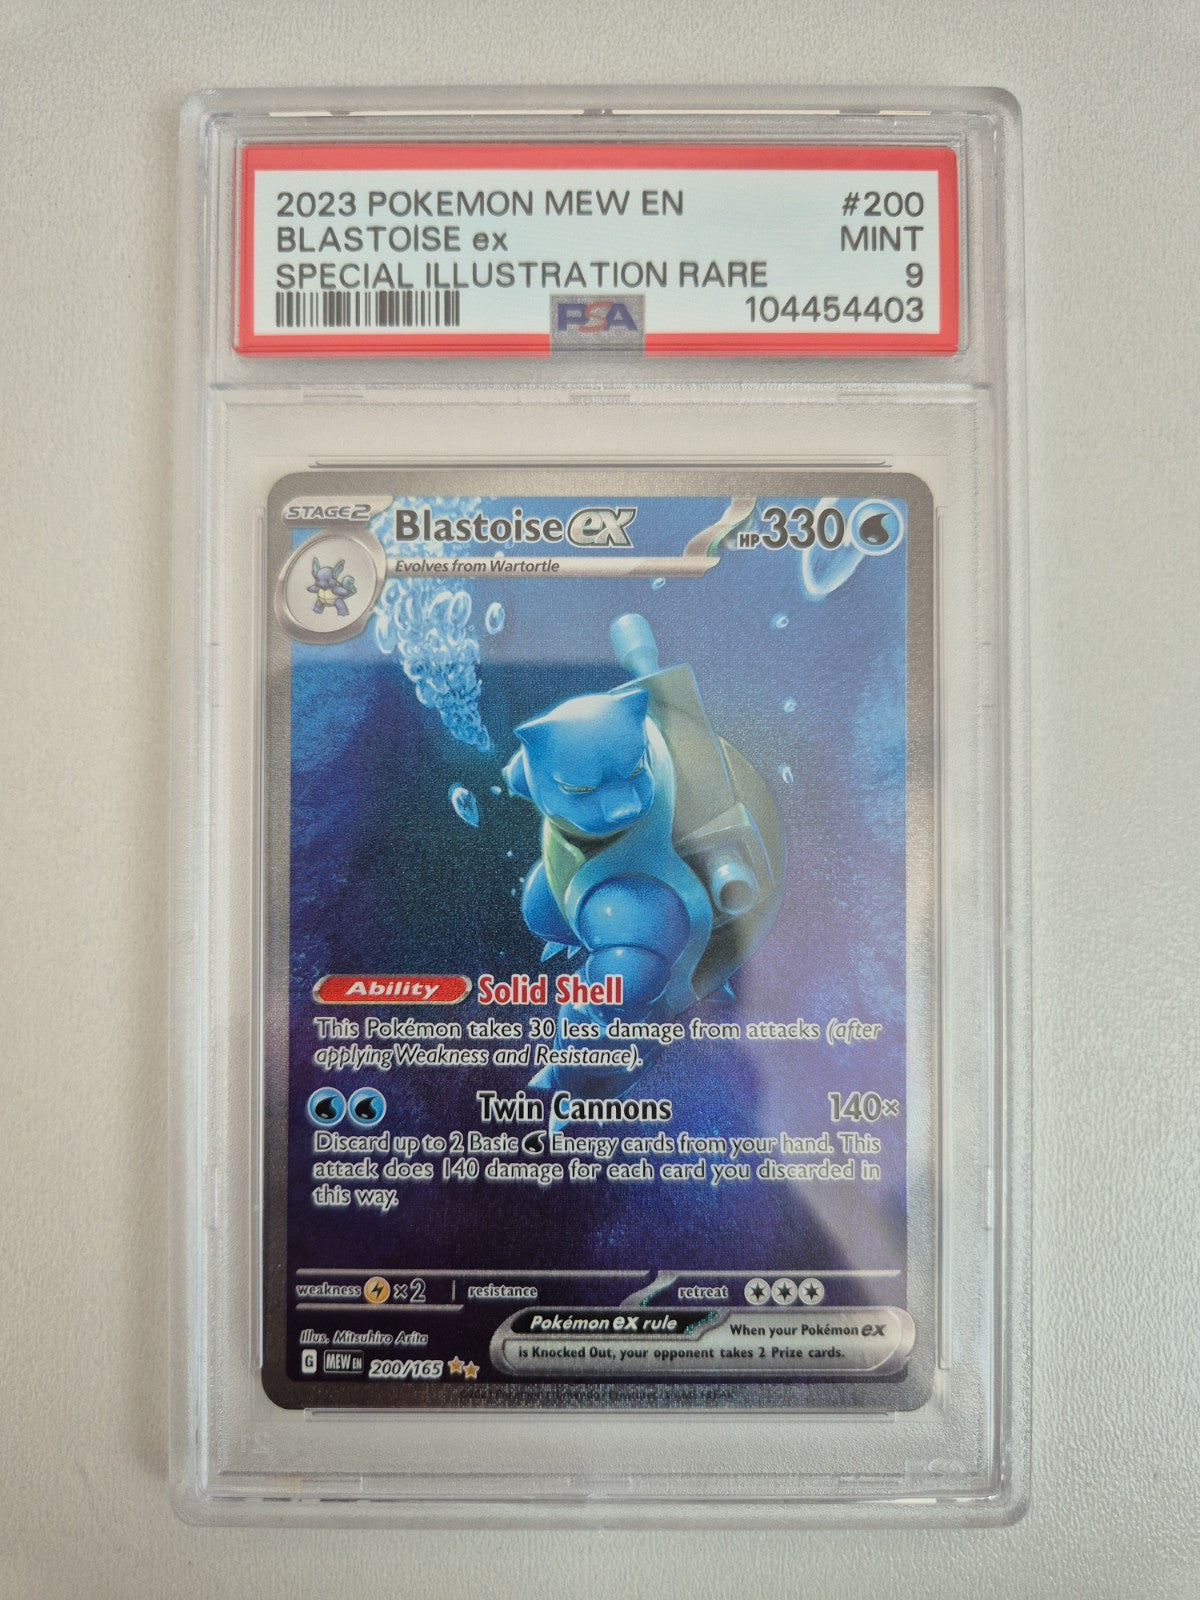 2023 POKEMON MEW EN #200
BLASTOISE ex MINT
SPECIAL ILLUSTRATION RARE 9
PSA 104454403
STAGE2 Blastoise ex HP330
Evolves from Wartortle
Ability Solid Shell
This Pokémon takes 30 less damage from attacks (after
applying Weakness and Resistance).
Twin Cannons 140×
Discard up to 2 Basic Energy cards from your hand. This
attack does 140 damage for each card you discarded in
this way.
weakness ×2 resistance retreat
Pokémon ex rule When your Pokémon ex
is Knocked Out, your opponent takes 2 Prize cards.
Illus. Mitsuhiro Arita
G MEW EN 200/165